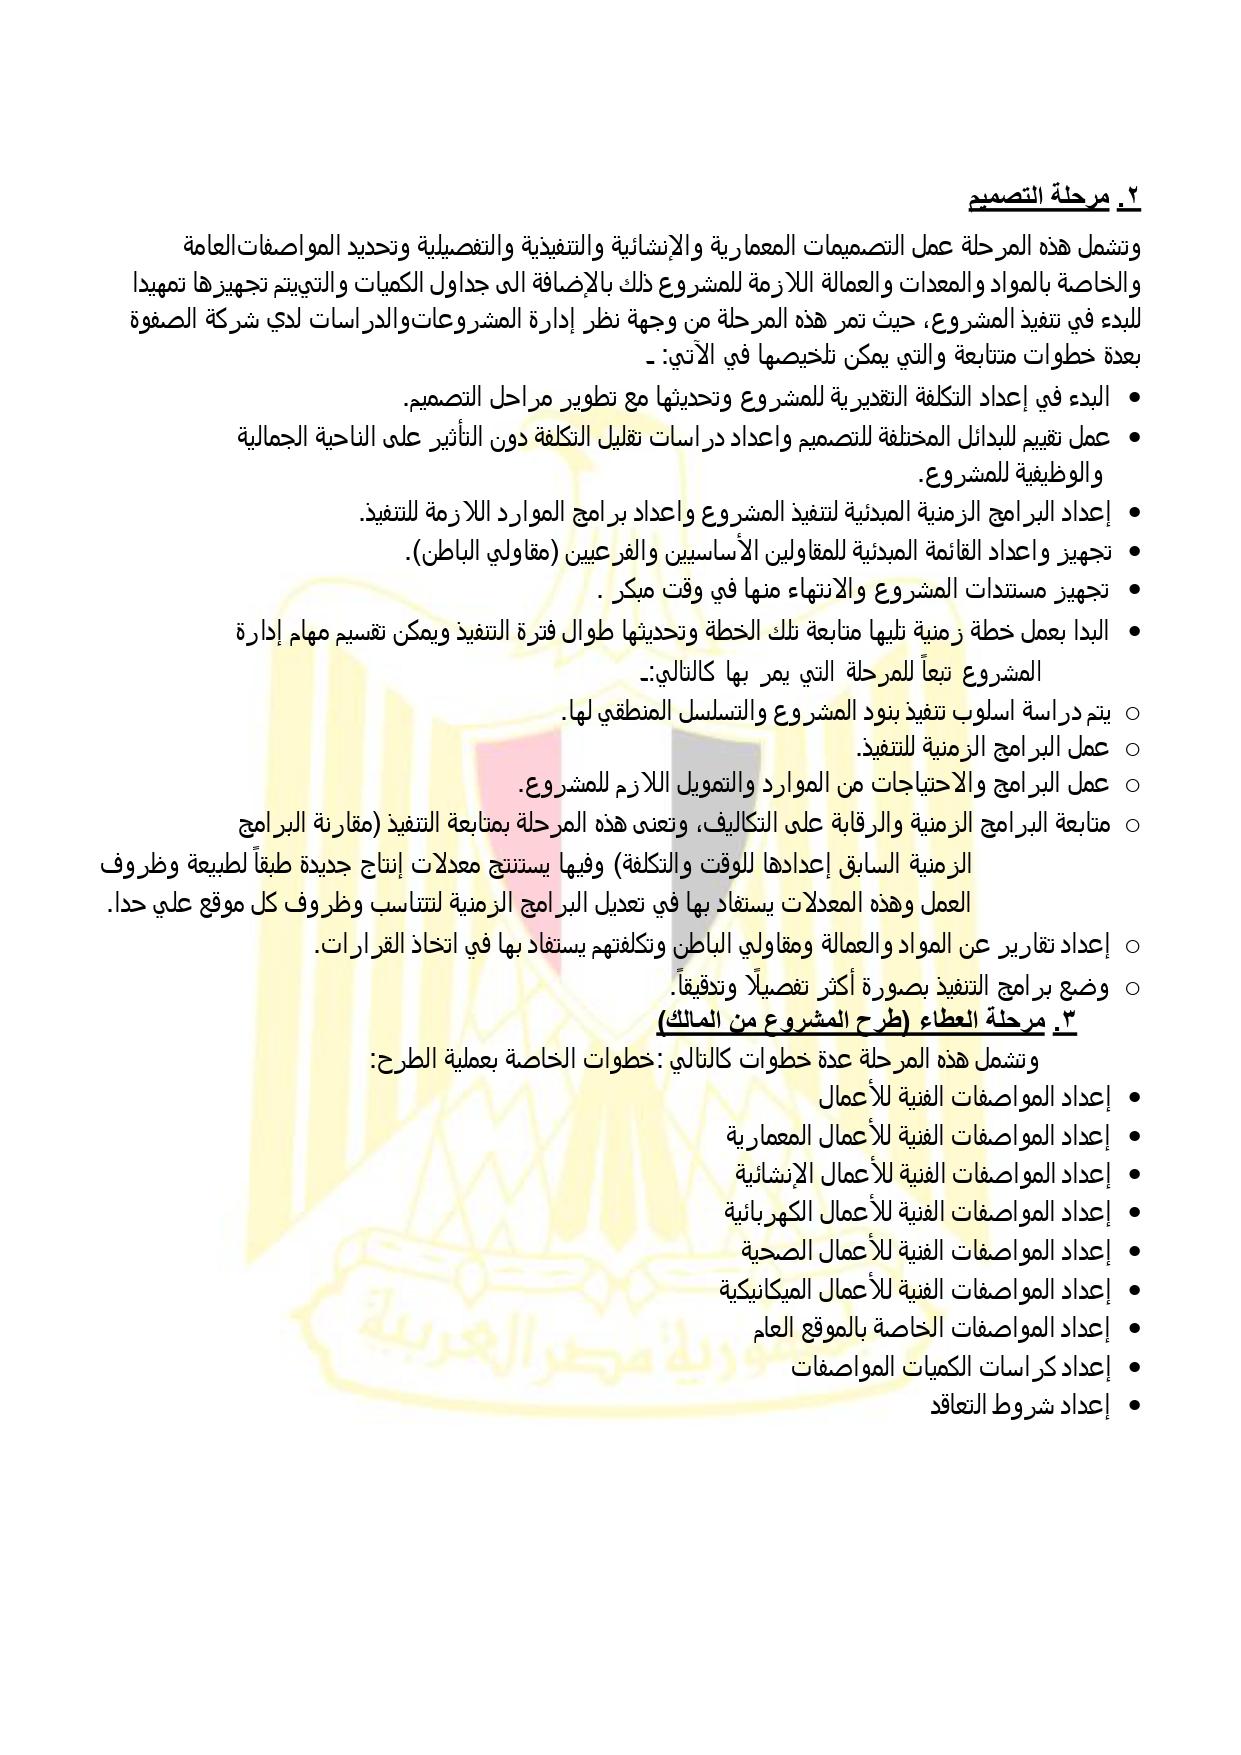 ٢. مرحلة التصميم
وتشمل هذه المرحلة عمل التصميمات المعمارية والإنشائية والتنفيذية والتفصيلية وتحديد المواصفات العامة
والخاصة بالمواد والمعدات والعمالة اللازمة للمشروع ذلك بالإضافة الى جداول الكميات والتي يتم تجهيزها تمهيدا
للبدء في تنفيذ المشروع، حيث تمر هذه المرحلة من وجهة نظر إدارة المشروعات والدراسات لدي شركة الصفوة
بعدة خطوات متتابعة والتي يمكن تلخيصها في الآتي: ـ
• البدء في إعداد التكلفة التقديرية للمشروع وتحديثها مع تطوير مراحل التصميم.
• عمل تقييم للبدائل المختلفة للتصميم واعداد دراسات تقليل التكلفة دون التأثير على الناحية الجمالية
والوظيفية للمشروع.
• إعداد البرامج الزمنية المبدئية لتنفيذ المشروع واعداد برامج الموارد اللازمة للتنفيذ.
• تجهيز واعداد القائمة المبدئية للمقاولين الأساسيين والفرعيين (مقاولي الباطن).
• تجهيز مستندات المشروع والانتهاء منها في وقت مبكر .
• البدا بعمل خطة زمنية تليها متابعة تلك الخطة وتحديثها طوال فترة التنفيذ ويمكن تقسيم مهام إدارة
المشروع تبعاً للمرحلة التي يمر بها كالتالي:ـ
○ يتم دراسة اسلوب تنفيذ بنود المشروع والتسلسل المنطقي لها.
○ عمل البرامج الزمنية للتنفيذ.
○ عمل البرامج والاحتياجات من الموارد والتمويل اللازم للمشروع.
○ متابعة البرامج الزمنية والرقابة على التكاليف، وتعنى هذه المرحلة بمتابعة التنفيذ (مقارنة البرامج
الزمنية السابق إعدادها للوقت والتكلفة) وفيها يستنتج معدلات إنتاج جديدة طبقاً لطبيعة وظروف
العمل وهذه المعدلات يستفاد بها في تعديل البرامج الزمنية لتتناسب وظروف كل موقع علي حدا.
○ إعداد تقارير عن المواد والعمالة ومقاولي الباطن وتكلفتهم يستفاد بها في اتخاذ القرارات.
○ وضع برامج التنفيذ بصورة أكثر تفصيلًا وتدقيقاً.
٣. مرحلة العطاء (طرح المشروع من المالك)
وتشمل هذه المرحلة عدة خطوات كالتالي :خطوات الخاصة بعملية الطرح:
• إعداد المواصفات الفنية للأعمال
• إعداد المواصفات الفنية للأعمال المعمارية
• إعداد المواصفات الفنية للأعمال الإنشائية
• إعداد المواصفات الفنية للأعمال الكهربائية
• إعداد المواصفات الفنية للأعمال الصحية
• إعداد المواصفات الفنية للأعمال الميكانيكية
• إعداد المواصفات الخاصة بالموقع العام
• إعداد كراسات الكميات المواصفات
• إعداد شروط التعاقد
جمهورية مصر العربية